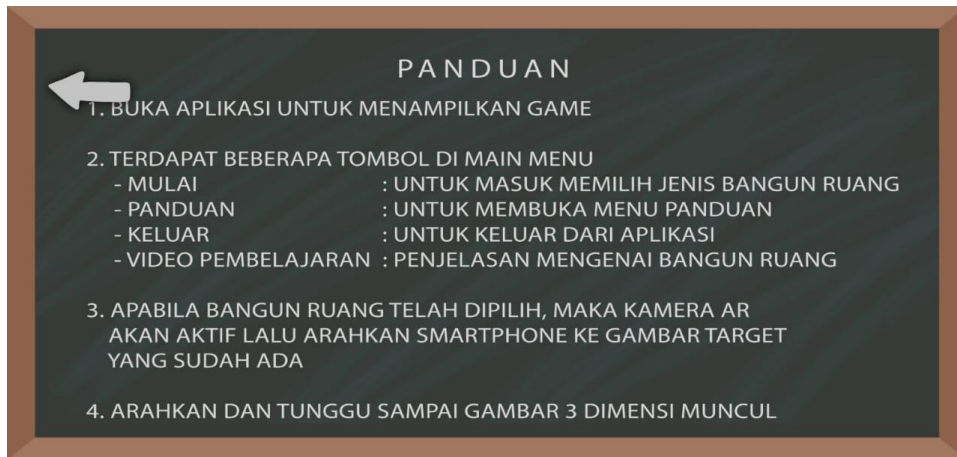 PANDUAN
1. BUKA APLIKASI UNTUK MENAMPILKAN GAME
2. TERDAPAT BEBERAPA TOMBOL DI MAIN MENU
- MULAI : UNTUK MASUK MEMILIH JENIS BANGUN RUANG
- PANDUAN : UNTUK MEMBUKA MENU PANDUAN
- KELUAR : UNTUK KELUAR DARI APLIKASI
- VIDEO PEMBELAJARAN : PENJELASAN MENGENAI BANGUN RUANG
3. APABILA BANGUN RUANG TELAH DIPILIH, MAKA KAMERA AR
AKAN AKTIF LALU ARAHKAN SMARTPHONE KE GAMBAR TARGET
YANG SUDAH ADA
4. ARAHKAN DAN TUNGGU SAMPAI GAMBAR 3 DIMENSI MUNCUL